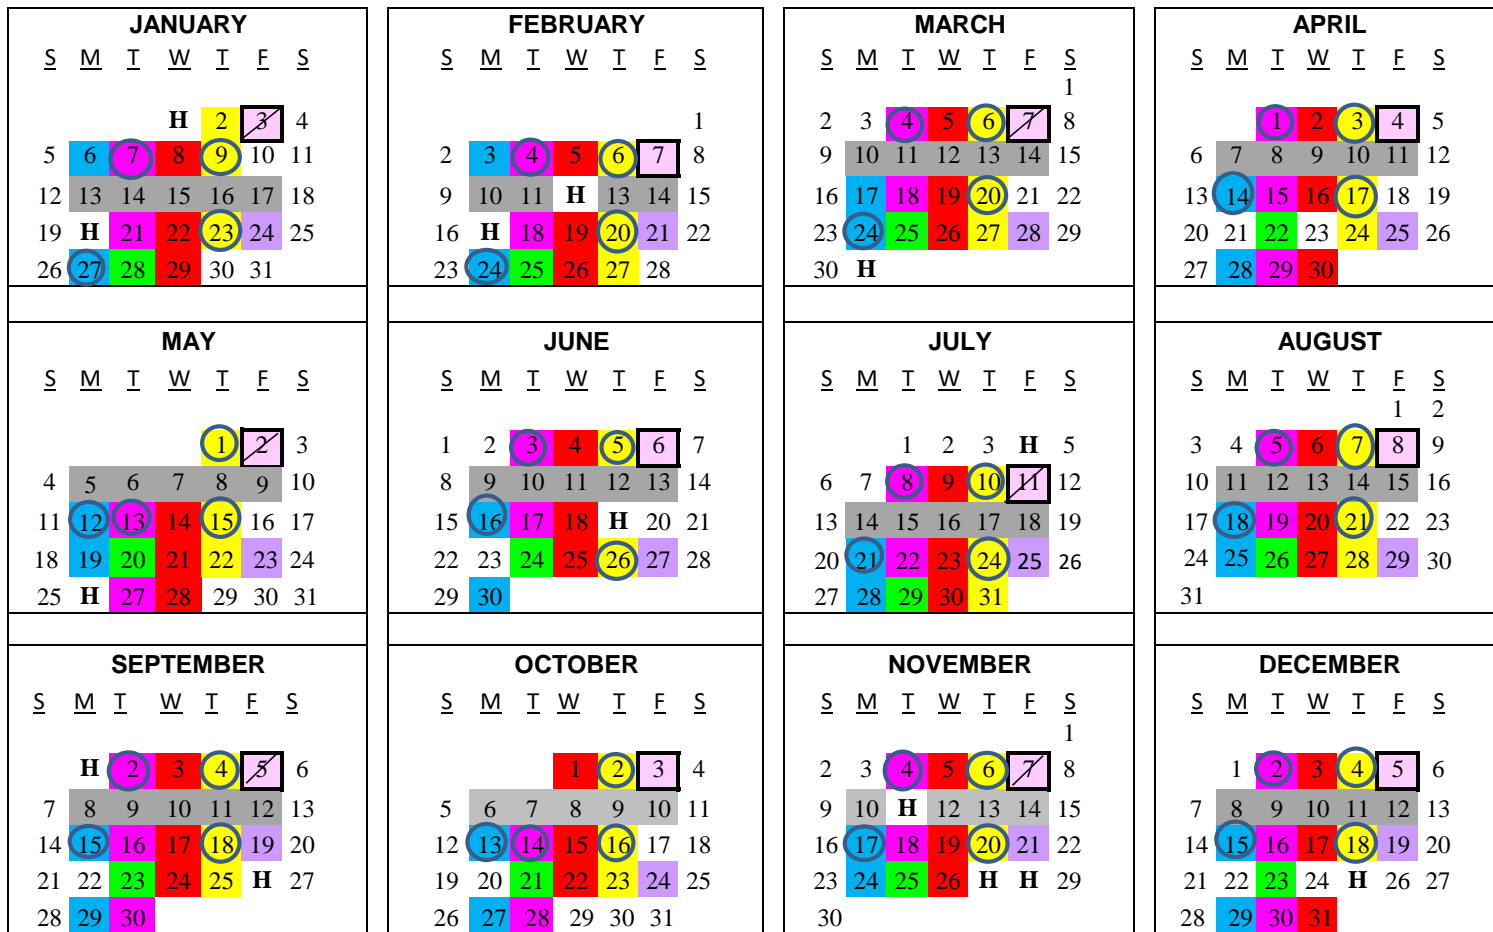 JANUARY
S M T W T F S
H 2 3 4
5 6 7 8 9 10 11
12 13 14 15 16 17 18
19 H 21 22 23 24 25
26 27 28 29 30 31
FEBRUARY
S M T W T F S
1
2 3 4 5 6 7 8
9 10 11 H 13 14 15
16 H 18 19 20 21 22
23 24 25 26 27 28
MARCH
S M T W T F S
1
2 3 4 5 6 7 8
9 10 11 12 13 14 15
16 17 18 19 20 21 22
23 24 25 26 27 28 29
30 H
APRIL
S M T W T F S
1 2 3 4 5
6 7 8 9 10 11 12
13 14 15 16 17 18 19
20 21 22 23 24 25 26
27 28 29 30
MAY
S M T W T F S
1 2 3
4 5 6 7 8 9 10
11 12 13 14 15 16 17
18 19 20 21 22 23 24
25 H 27 28 29 30 31
JUNE
S M T W T F S
1 2 3 4 5 6 7
8 9 10 11 12 13 14
15 16 17 18 H 20 21
22 23 24 25 26 27 28
29 30
JULY
S M T W T F S
1 2 3 H 5
6 7 8 9 10 11 12
13 14 15 16 17 18 19
20 21 22 23 24 25 26
27 28 29 30 31
AUGUST
S M T W T F S
1 2
3 4 5 6 7 8 9
10 11 12 13 14 15 16
17 18 19 20 21 22 23
24 25 26 27 28 29 30
31
SEPTEMBER
S M T W T F S
H 2 3 4 5 6
7 8 9 10 11 12 13
14 15 16 17 18 19 20
21 22 23 24 25 H 27
28 29 30
OCTOBER
S M T W T F S
1 2 3 4
5 6 7 8 9 10 11
12 13 14 15 16 17 18
19 20 21 22 23 24 25
26 27 28 29 30 31
NOVEMBER
S M T W T F S
1
2 3 4 5 6 7 8
9 10 H 12 13 14 15
16 17 18 19 20 21 22
23 24 25 26 H H 29
30
DECEMBER
S M T W T F S
1 2 3 4 5 6
7 8 9 10 11 12 13
14 15 16 17 18 19 20
21 22 23 24 H 26 27
28 29 30 31